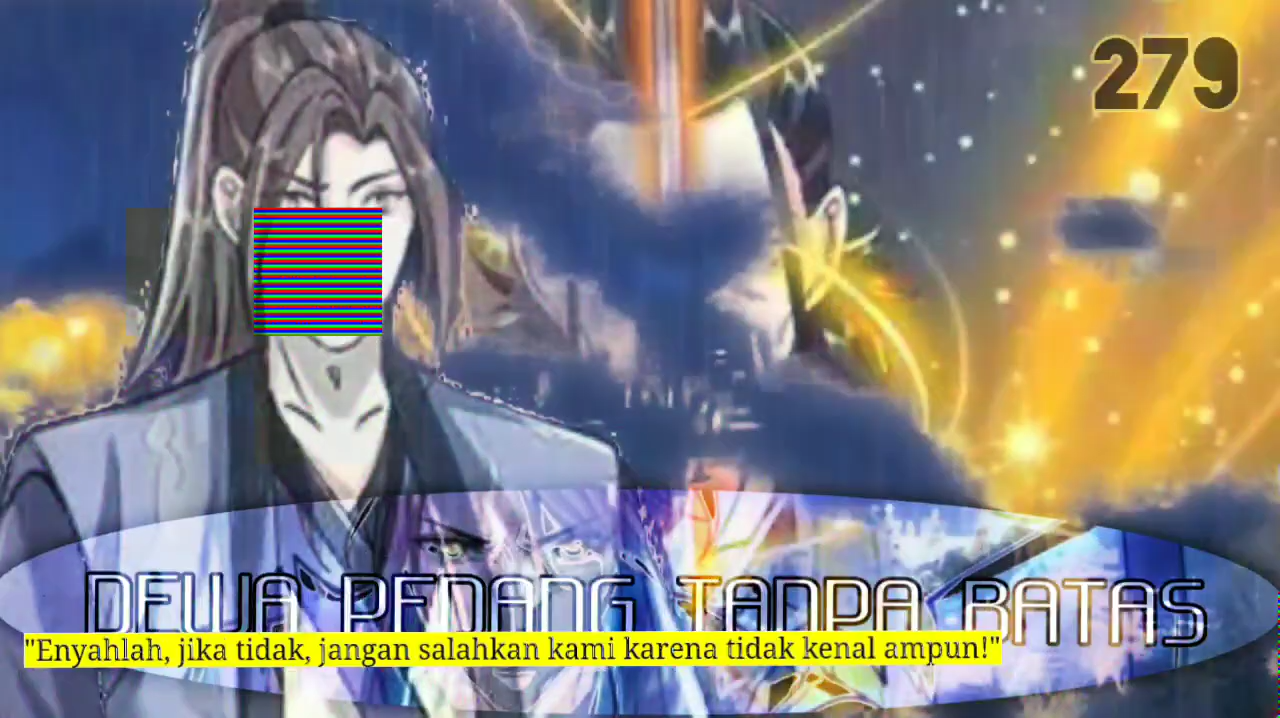 279
DEWA PEDANG TANPA BATAS
"Enyahlah, jika tidak, jangan salahkan kami karena tidak kenal ampun!"